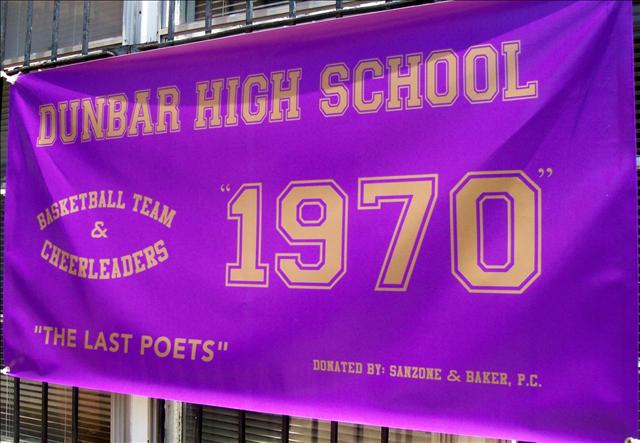 DUNBAR HIGH SCHOOL
BASKETBALL TEAM
&
CHEERLEADERS
“1970”
"THE LAST POETS"
DONATED BY: SANZONE & BAKER, P.C.